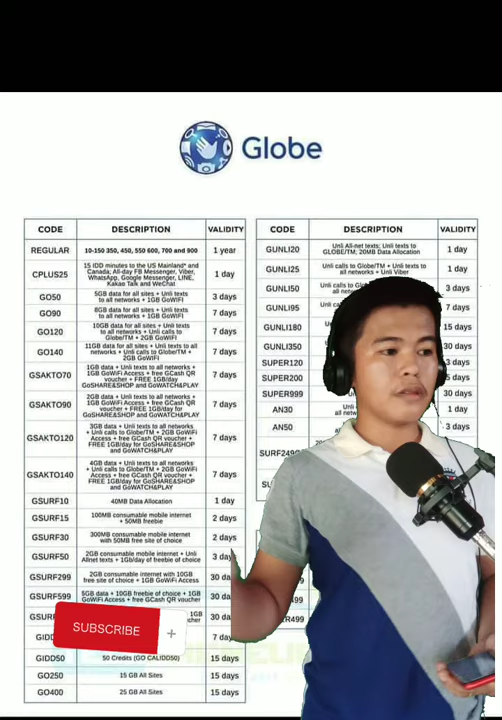 Globe
CODE DESCRIPTION VALIDITY
REGULAR 10-150 350, 450, 550 600, 700 and 900 1 year
CPLUS25 15 IDD minutes to the US Mainland* and
Canada; All-day FB Messenger, Viber,
WhatsApp, Google Messenger, LINE,
Kakao Talk and WeChat 1 day
GO50 5GB data for all sites + Unli texts
to all networks + 1GB GoWIFI 3 days
GO90 8GB data for all sites + Unli texts
to all networks + 1GB GoWIFI 7 days
GO120 10GB data for all sites
to all networks + Unli calls to
Globe/TM + 2GB GoWIFI 7 days
GO140 11GB data for all sites + Unli texts to all
networks + Unli calls to Globe/TM +
2GB GoWIFI 7 days
GSAKTO70 1GB data + Unli texts to all networks +
1GB GoWiFi Access + free GCash QR
voucher + FREE 1GB/day
GoSHARE&SHOP and GoWATCH&PLAY 7 days
GSAKTO90 2GB data + Unli texts to all networks +
1GB GoWiFi Access + free GCash QR
voucher + FREE 1GB/day for
GoSHARE&SHOP and GoWATCH&PLAY 7 days
GSAKTO120 3GB data + Unli texts to all networks
+ Unli calls to Globe/TM + 2GB GoWiFi
Access + free GCash QR voucher +
FREE 1GB/day for GoSHARE&SHOP
and GoWATCH&PLAY 7 days
GSAKTO140 4GB data + Unli texts to all networks
+ Unli calls to Globe/TM + 2GB GoWiFi
Access + free GCash QR voucher +
FREE 1GB/day for GoSHARE&SHOP
and GoWATCH&PLAY 7 days
GSURF10 40MB Data Allocation 1 day
GSURF15 100MB consumable mobile internet
+ 50MB freebie 2 days
GSURF30 300MB consumable mobile internet
with 50MB free site of choice 2 days
GSURF50 2GB consumable mobile internet + Unli
Allnet texts + 1Gb/day of freebie of choice 3
GSURF299 2GB consumable internet with 10GB
free site of choice + 1GB GoWiFi Access 30
GSURF599 5GB data + 10GB freebie of choice + 1GB
GoWiFi Access + free GCash QR voucher 30
1GB
30
7
GIDD50 50 Credits (GO CALIDD50) 15 days
GO250 15 GB All Sites 15 days
GO400 25 GB All Sites 15 days
CODE DESCRIPTION VALIDITY
GUNLI20 Unli All-net texts; Unli texts to
GLOBE/TM; 20MB Data Allocation 1 day
GUNLI25 Unli calls to Globe/TM; Unli texts to
all networks + Unli Viber 1 day
GUNLI50 Unli calls to Globe/TM + Unli texts to
3 days
GUNLI95 7 days
GUNLI180 15 days
GUNLI350 30 days
SUPER120 3 days
SUPER200 days
SUPER999 30 days
AN30 1 day
AN50 3 days
SUBSCRIBE